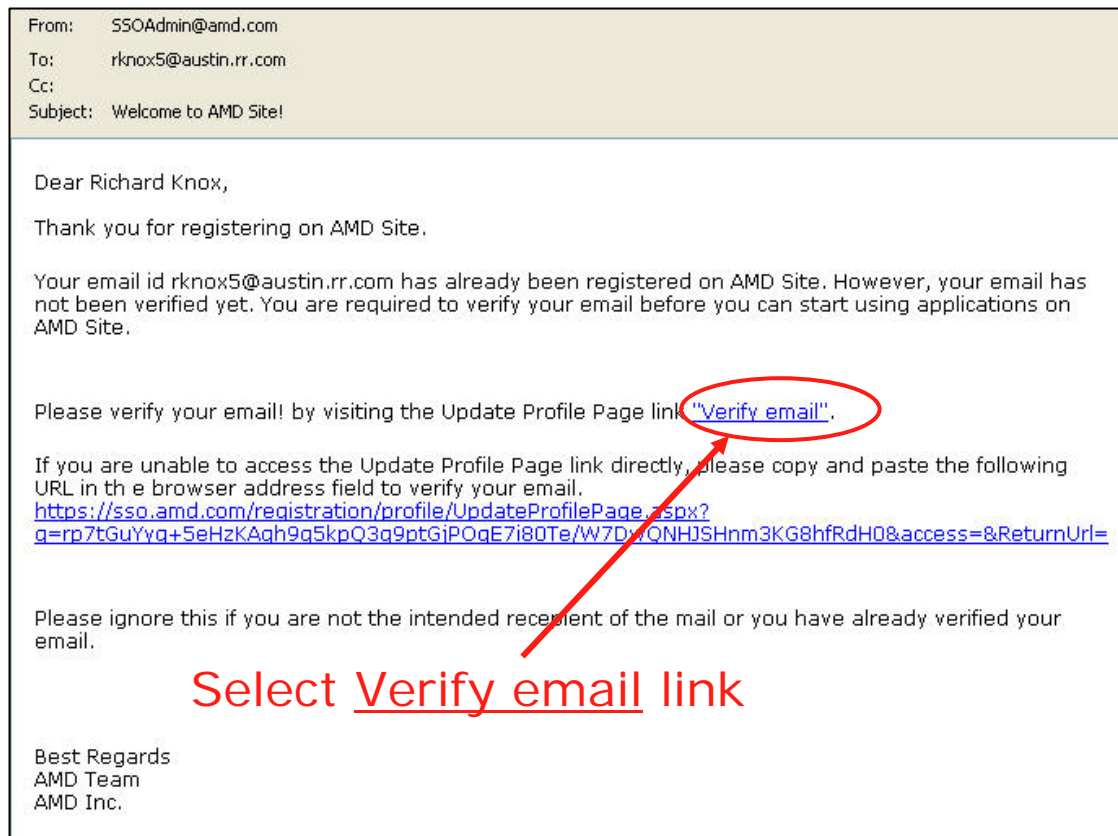 From: SSOAdmin@amd.com
To: rknox5@austin.rr.com
Cc:
Subject: Welcome to AMD Site!
Dear Richard Knox,
Thank you for registering on AMD Site.
Your email id rknox5@austin.rr.com has already been registered on AMD Site. However, your email has
not been verified yet. You are required to verify your email before you can start using applications on
AMD Site.
Please verify your email! by visiting the Update Profile Page link "Verify email".
If you are unable to access the Update Profile Page link directly, please copy and paste the following
URL in th e browser address field to verify your email.
https://sso.amd.com/registration/profile/UpdateProfilePage.aspx?
Please ignore this if you are not the intended recepient of the mail or you have already verified your
email.
Select Verify email link
Best Regards
AMD Team
AMD Inc.